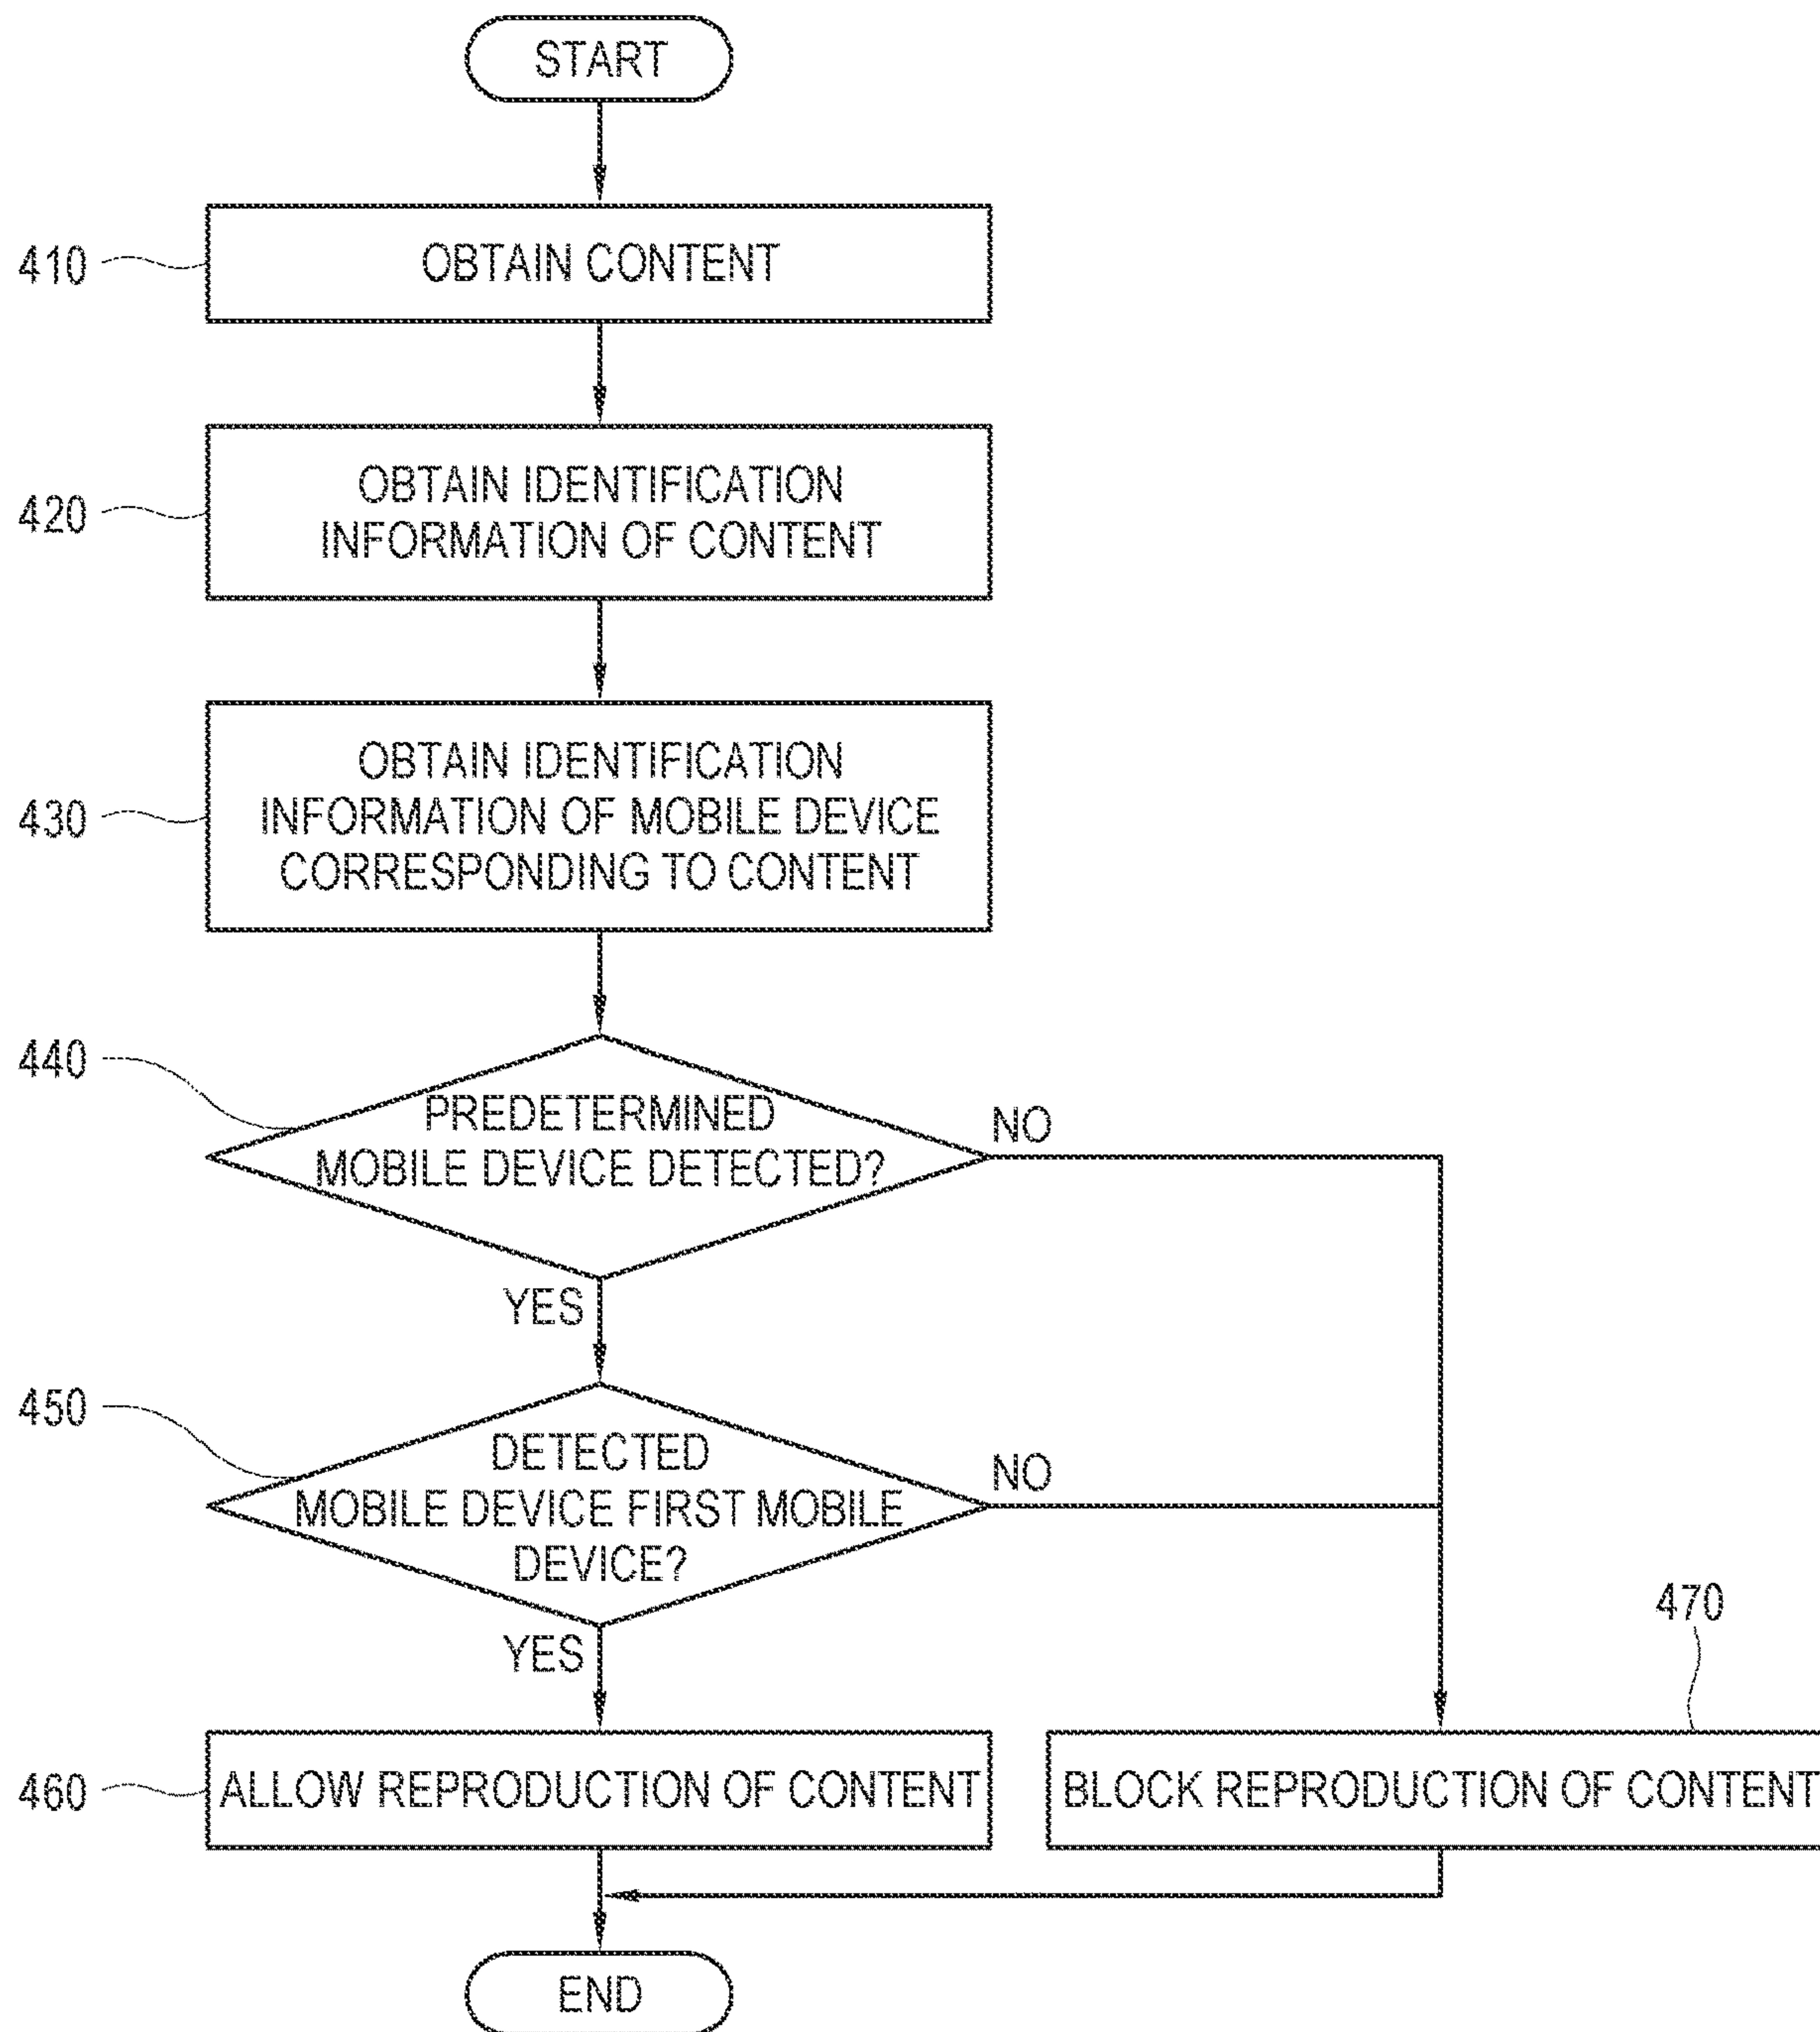 START
410
OBTAIN CONTENT
420
OBTAIN IDENTIFICATION
INFORMATION OF CONTENT
430
OBTAIN IDENTIFICATION
INFORMATION OF MOBILE DEVICE
CORRESPONDING TO CONTENT
440
PREDETERMINED
MOBILE DEVICE DETECTED?
NO
YES
450
DETECTED
MOBILE DEVICE FIRST MOBILE
DEVICE?
NO
YES
470
460
ALLOW REPRODUCTION OF CONTENT
BLOCK REPRODUCTION OF CONTENT
END